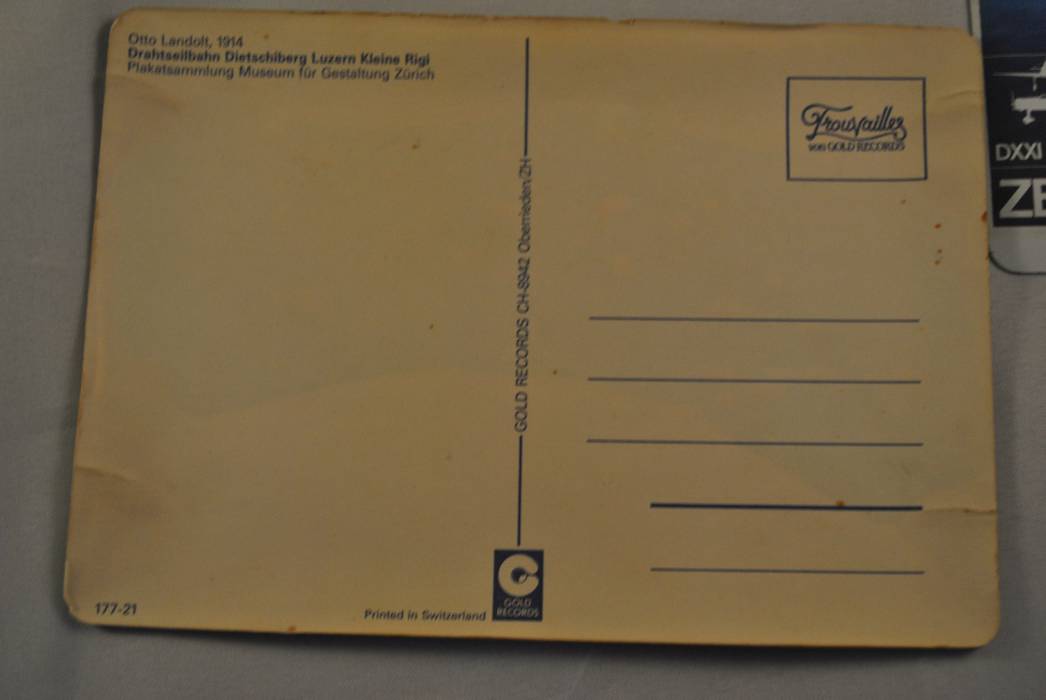 Otto Landolt, 1914
Drahtseilbahn Dietschiberg Luzern Kleine Rigi
Plakatsammlung Museum für Gestaltung Zürich
Trouvailles
von GOLD RECORDS
GOLD RECORDS CH-8942 Oberrieden/ZH
177-21
Printed in Switzerland
GOLD
RECORDS
DXXI
ZE